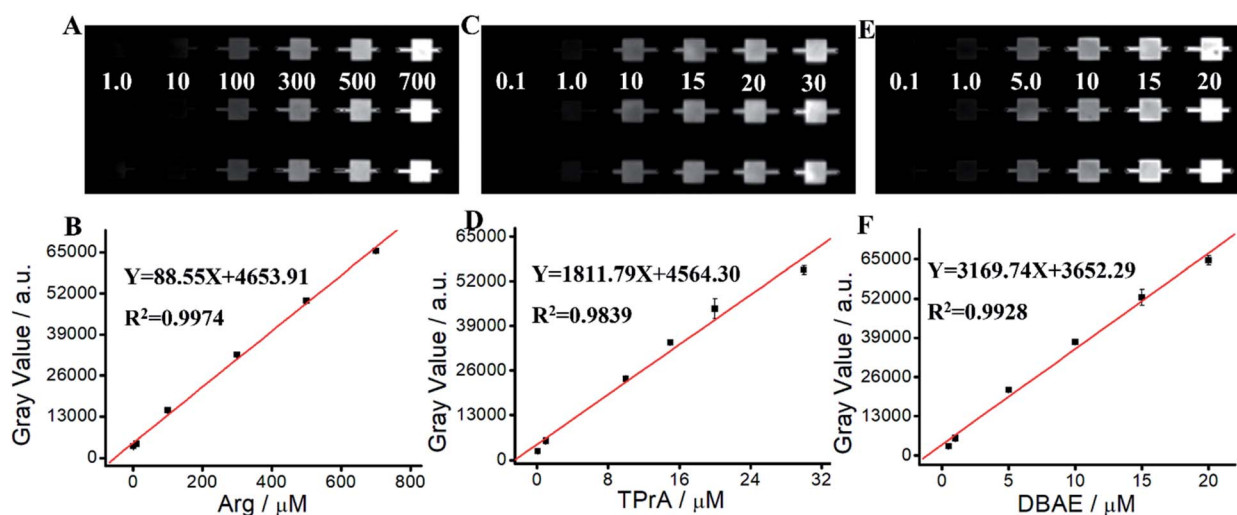 A
1.0 10 100 300 500 700
C
0.1 1.0 10 15 20 30
E
0.1 1.0 5.0 10 15 20
B
Y=88.55X+4653.91
R²=0.9974
65000
52000
39000
26000
13000
0
Gray Value / a.u.
0 200 400 600 800
Arg / μM
D
Y=1811.79X+4564.30
R²=0.9839
65000
52000
39000
26000
13000
0
Gray Value / a.u.
0 8 16 24 32
TPrA / μM
F
Y=3169.74X+3652.29
R²=0.9928
65000
52000
39000
26000
13000
0
Gray Value / a.u.
0 5 10 15 20
DBAE / μM